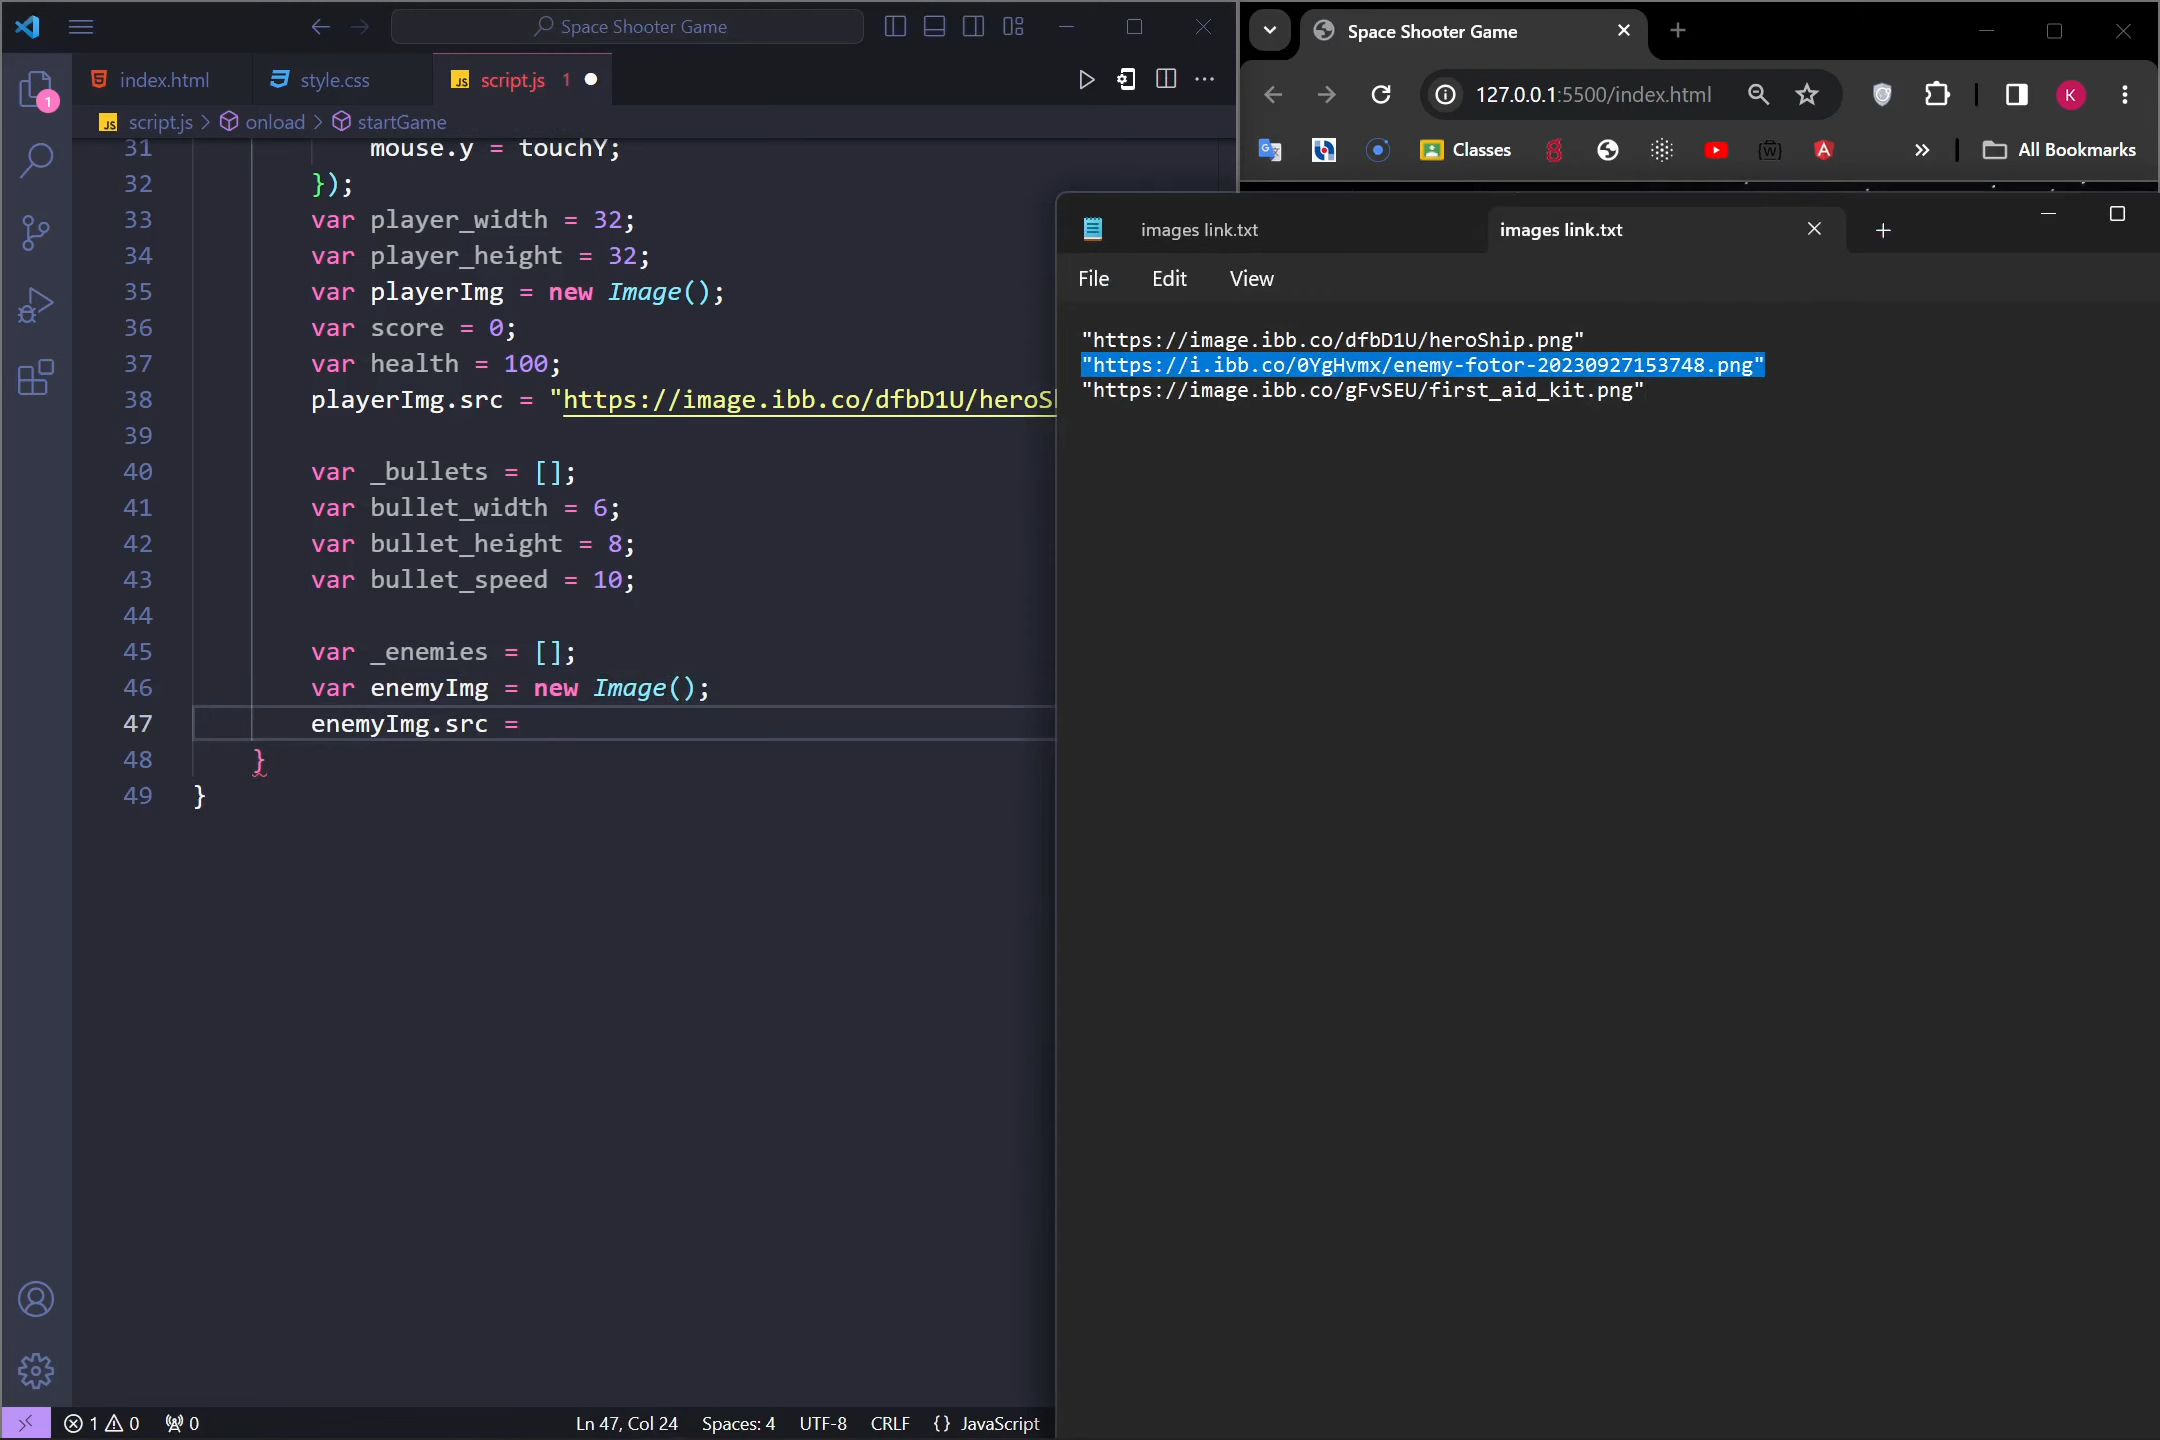 Space Shooter Game
index.html
style.css
script.js 1
script.js > onload > startGame
31 mouse.y = touchY;
32 });
33 var player_width = 32;
34 var player_height = 32;
35 var playerImg = new Image();
36 var score = 0;
37 var health = 100;
38 playerImg.src = "https://image.ibb.co/dfbD1U/heroSh
39
40 var _bullets = [];
41 var bullet_width = 6;
42 var bullet_height = 8;
43 var bullet_speed = 10;
44
45 var _enemies = [];
46 var enemyImg = new Image();
47 enemyImg.src =
48 }
49 }
1
1 0 0
Ln 47, Col 24 Spaces: 4 UTF-8 CRLF {} JavaScript
Space Shooter Game
127.0.0.1:5500/index.html
K
Classes
All Bookmarks
images link.txt
images link.txt
File Edit View
"https://image.ibb.co/dfbD1U/heroShip.png"
"https://i.ibb.co/0YgHvmx/enemy-fotor-20230927153748.png"
"https://image.ibb.co/gFvSEU/first_aid_kit.png"